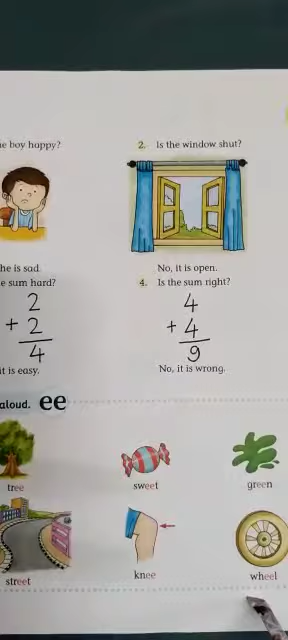 e boy happy?
2. Is the window shut?
he is sad.
No, it is open.
e sum hard?
4. Is the sum right?
2
+ 2
4
4
+ 4
9
it is easy.
No, it is wrong.
aloud. ee
tree
sweet
green
street
knee
wheel